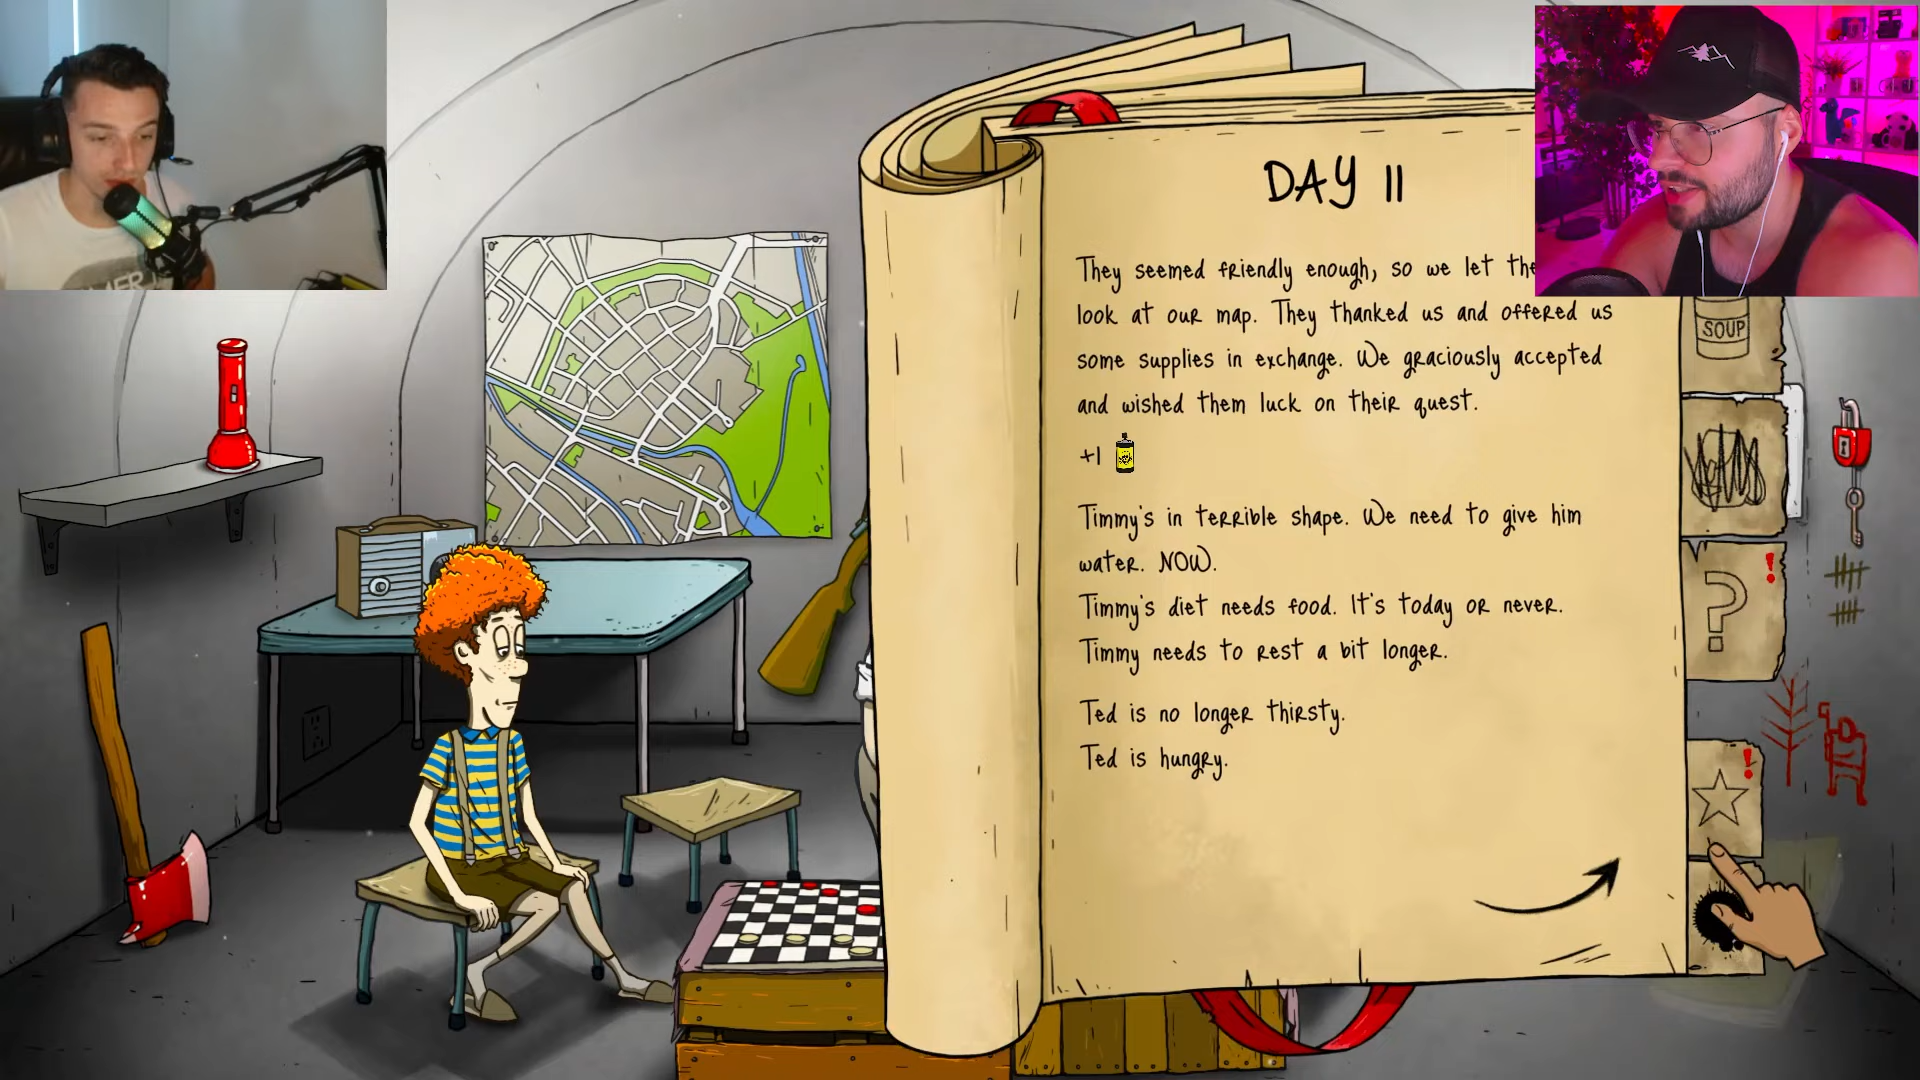 DAY 11
They seemed friendly enough, so we let
look at our map. They thanked us and offered us
some supplies in exchange. We graciously accepted
and wished them luck on their quest.
+1
Timmy's in terrible shape. We need to give him
water. NOW.
Timmy's diet needs food. It's today or never.
Timmy needs to rest a bit longer.
Ted is no longer thirsty.
Ted is hungry.
SOUP
?
!
!